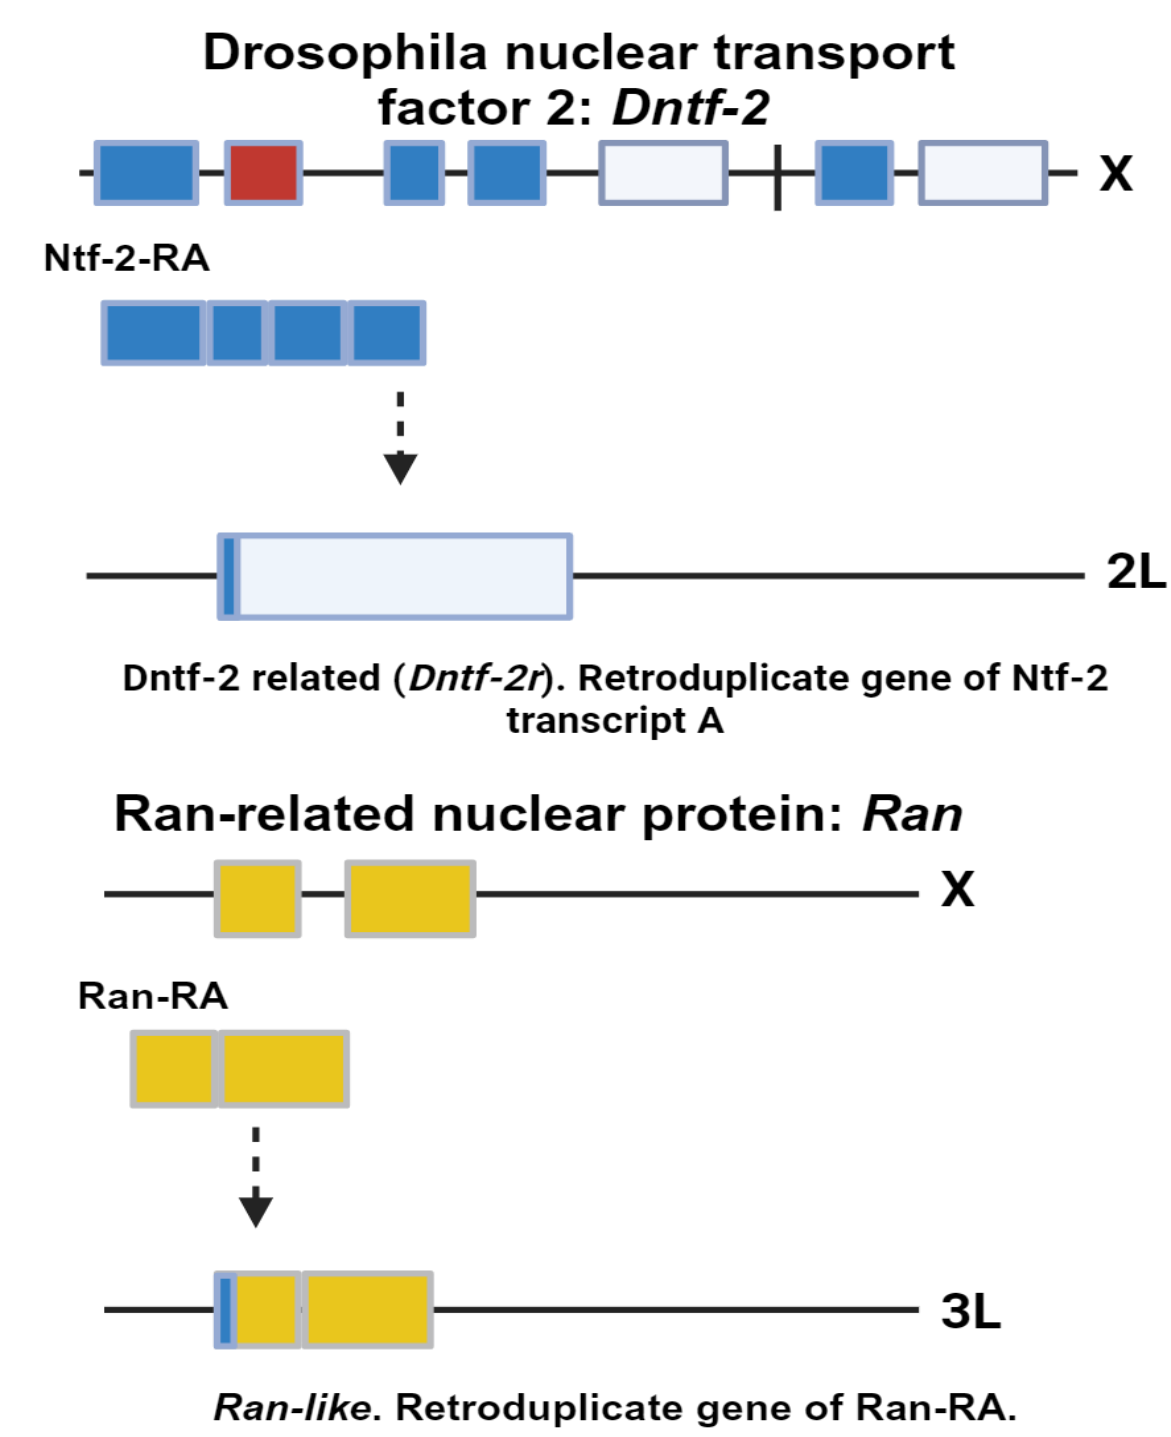 Drosophila nuclear transport
factor 2: Dntf-2
X
Ntf-2-RA
2L
Dntf-2 related (Dntf-2r). Retroduplicate gene of Ntf-2
transcript A
Ran-related nuclear protein: Ran
X
Ran-RA
3L
Ran-like. Retroduplicate gene of Ran-RA.